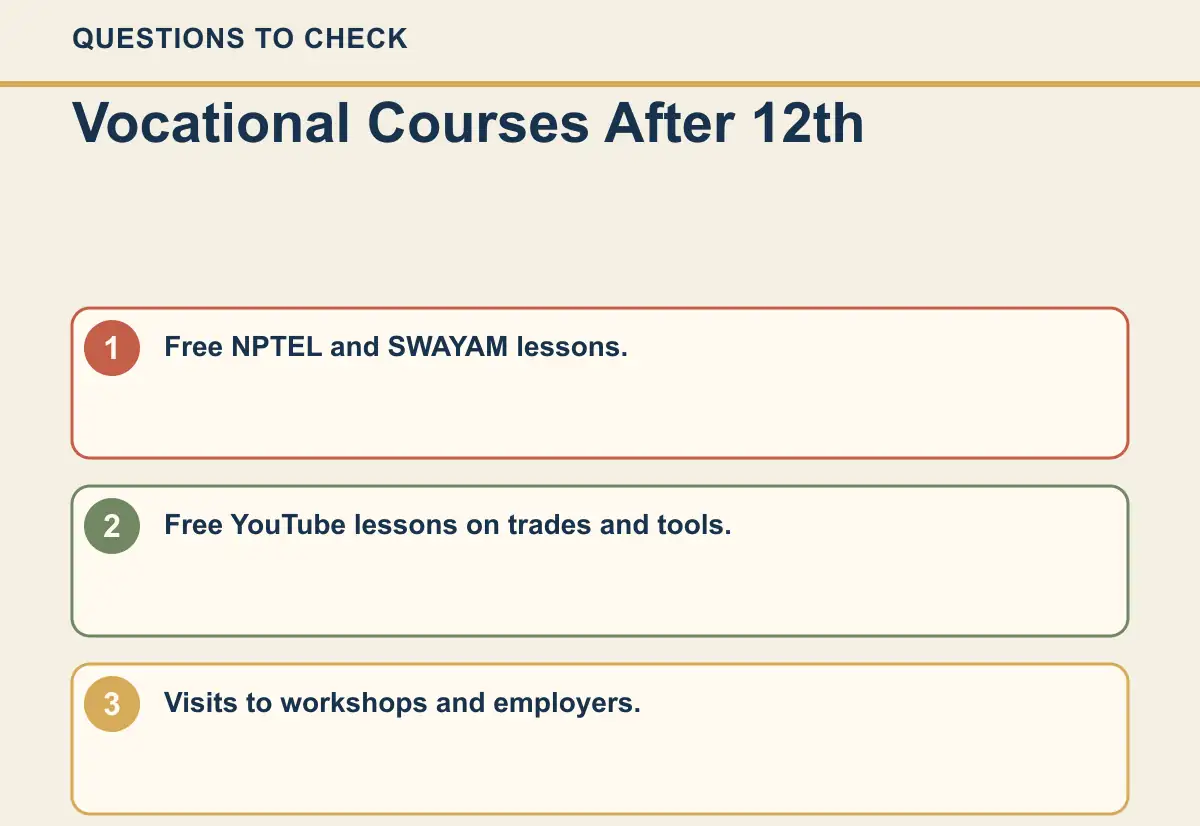 QUESTIONS TO CHECK
Vocational Courses After 12th
1 Free NPTEL and SWAYAM lessons.
2 Free YouTube lessons on trades and tools.
3 Visits to workshops and employers.